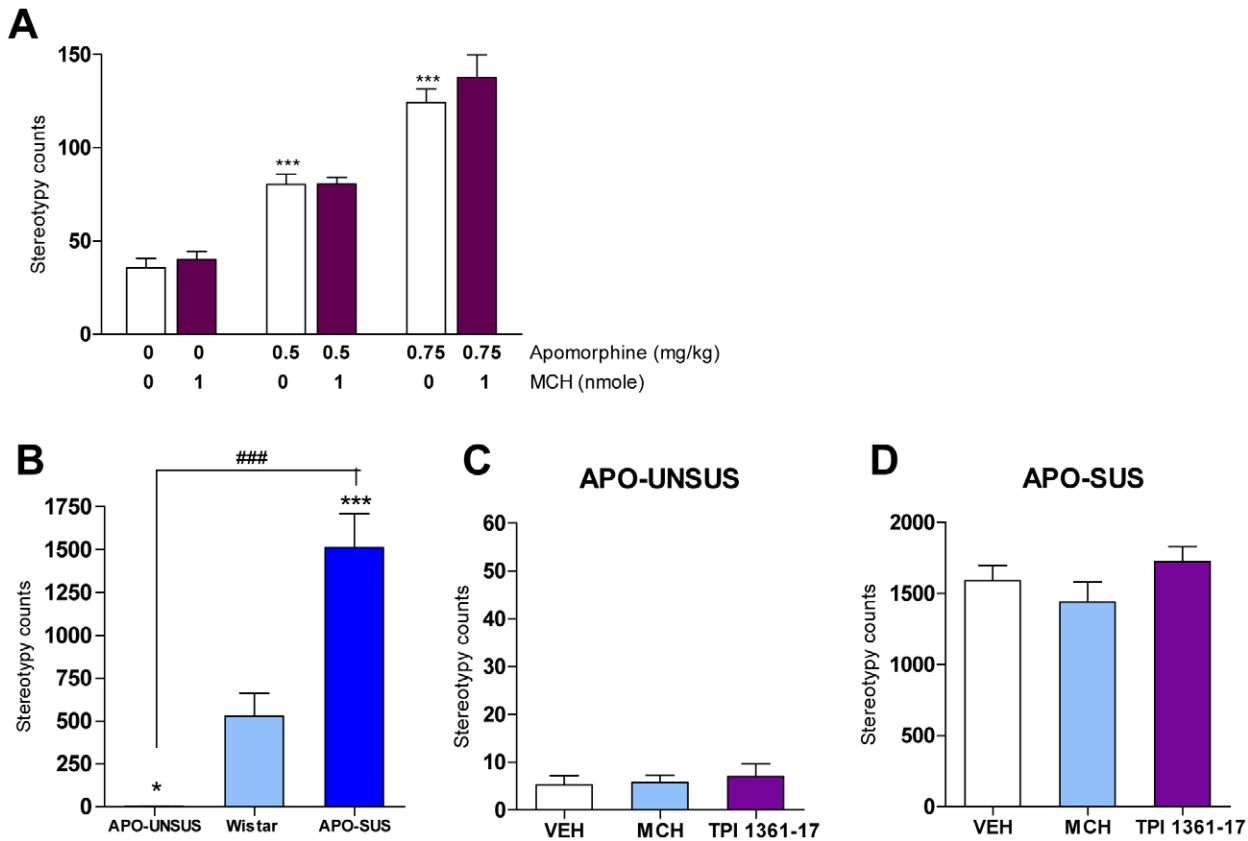 A
Stereotypy counts
150
100
50
0
***
***
0 0 0.5 0.5 0.75 0.75 Apomorphine (mg/kg)
0 1 0 1 0 1 MCH (nmole)
B
###
Stereotypy counts
1750
1500
1250
1000
750
500
250
0
*
***
APO-UNSUS Wistar APO-SUS
C
APO-UNSUS
Stereotypy counts
60
50
40
30
20
10
0
VEH MCH TPI 1361-17
D
APO-SUS
Stereotypy counts
2000
1500
1000
500
0
VEH MCH TPI 1361-17